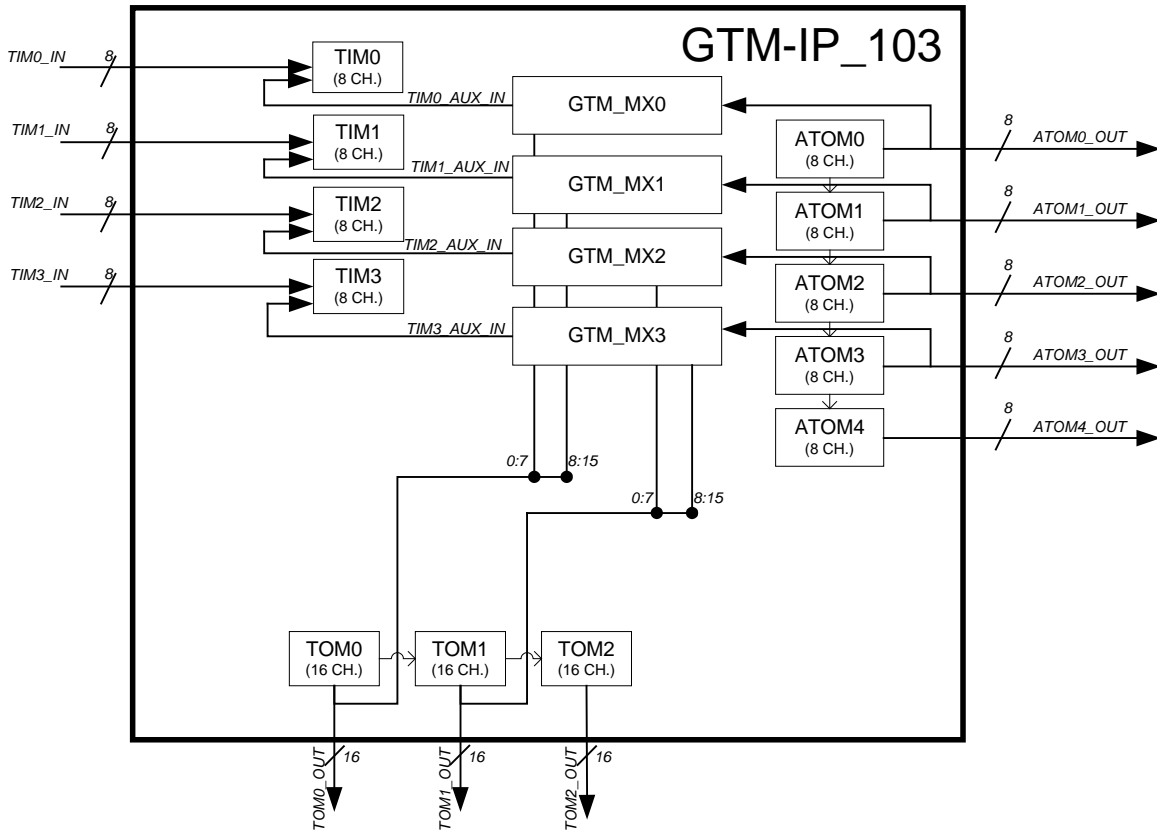 GTM-IP_103
TIM0_IN
8
TIM0
(8 CH.)
TIM0_AUX_IN
GTM_MX0
ATOM0
(8 CH.)
8
ATOM0_OUT
TIM1_IN
8
TIM1
(8 CH.)
TIM1_AUX_IN
GTM_MX1
ATOM1
(8 CH.)
8
ATOM1_OUT
TIM2_IN
8
TIM2
(8 CH.)
TIM2_AUX_IN
GTM_MX2
ATOM2
(8 CH.)
8
ATOM2_OUT
TIM3_IN
8
TIM3
(8 CH.)
TIM3_AUX_IN
GTM_MX3
ATOM3
(8 CH.)
8
ATOM3_OUT
ATOM4
(8 CH.)
8
ATOM4_OUT
0:7
8:15
0:7
8:15
TOM0
(16 CH.)
TOM1
(16 CH.)
TOM2
(16 CH.)
TOM0_OUT
16
TOM1_OUT
16
TOM2_OUT
16